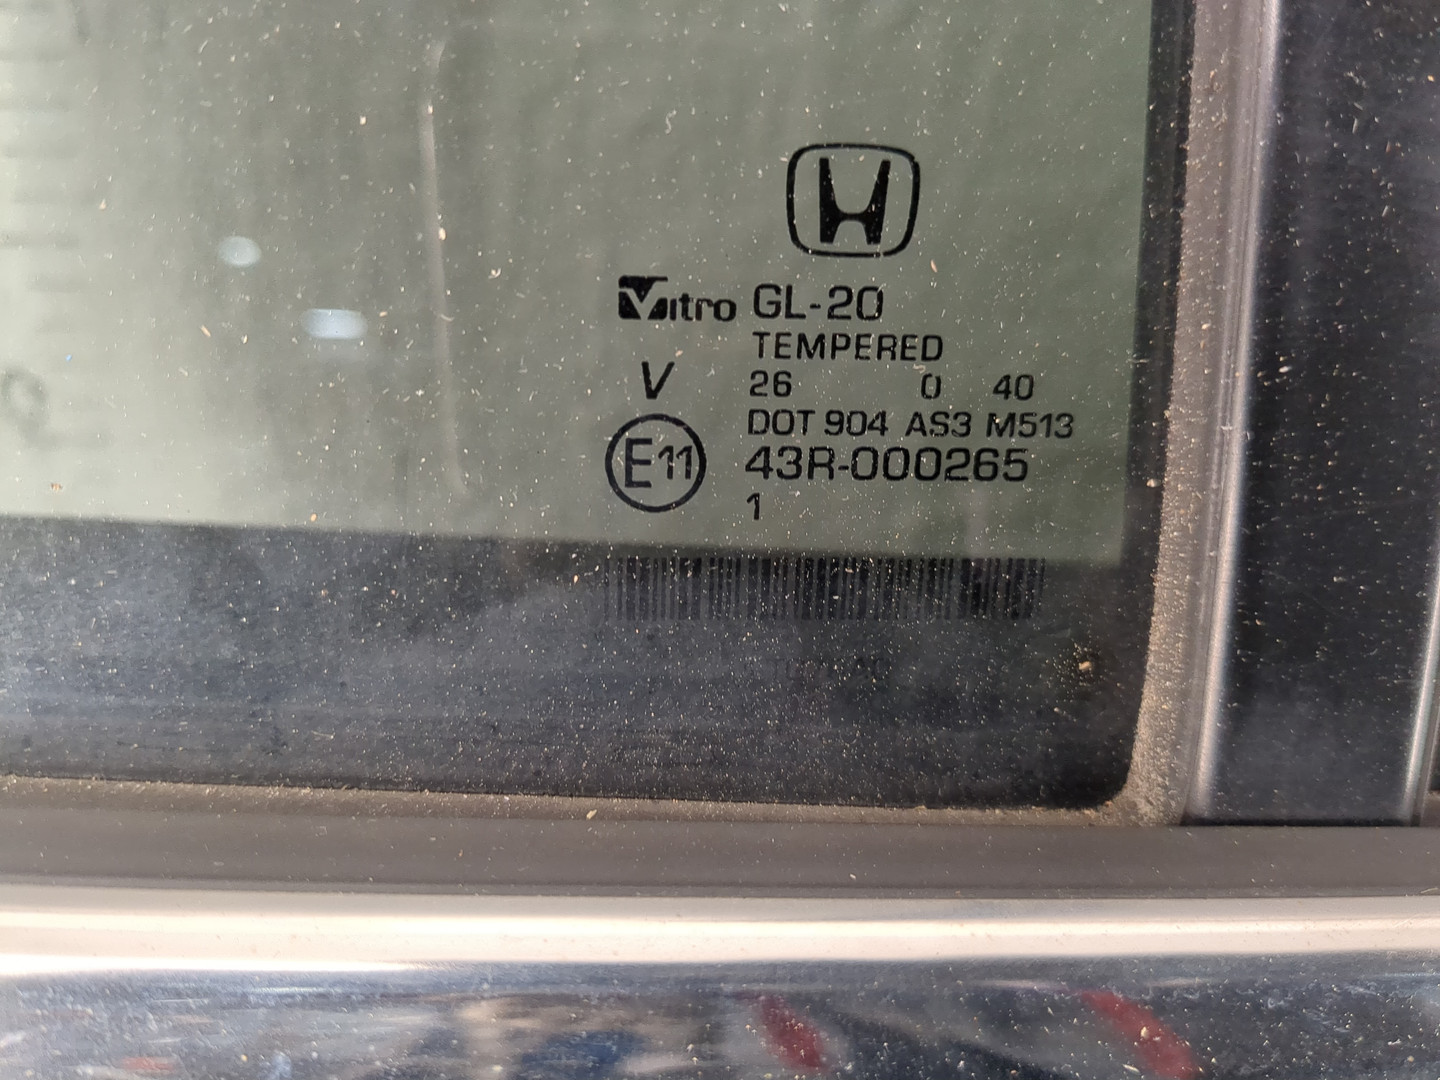 Vitro GL-20
TEMPERED
V 26 0 40
DOT 904 AS3 M513
E11 43R-000265
1